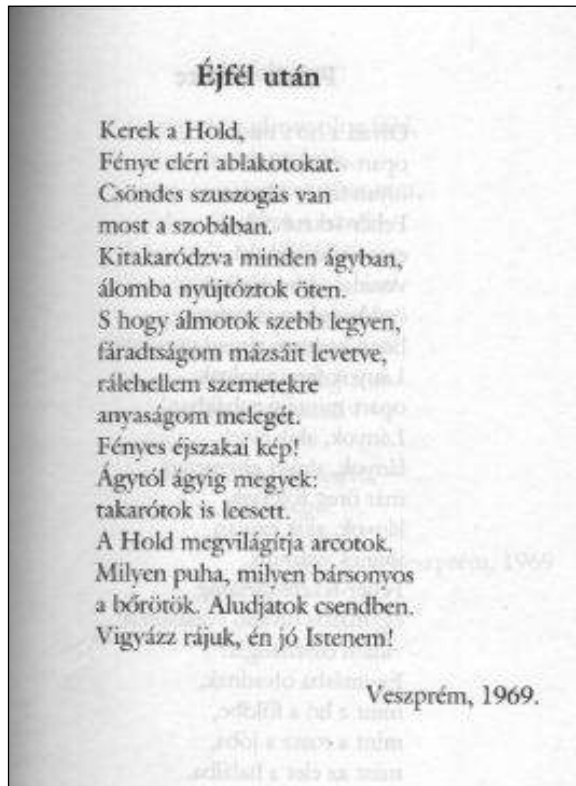 Éjfél után
Kerek a Hold,
Fénye eléri ablakotokat.
Csöndes szuszogás van
most a szobában.
Kitakaródzva minden ágyban,
álomba nyújtóztok öten.
S hogy álmotok szebb legyen,
fáradtságom mázsáit levetve,
rálehellem szemetekre
anyaságom melegét.
Fényes éjszakai kép!
Ágytól ágyig megyek:
takarótok is leesett.
A Hold megvilágítja arcotok.
Milyen puha, milyen bársonyos
a bőrötök. Aludjatok csendben.
Vigyázz rájuk, én jó Istenem!
Veszprém, 1969.